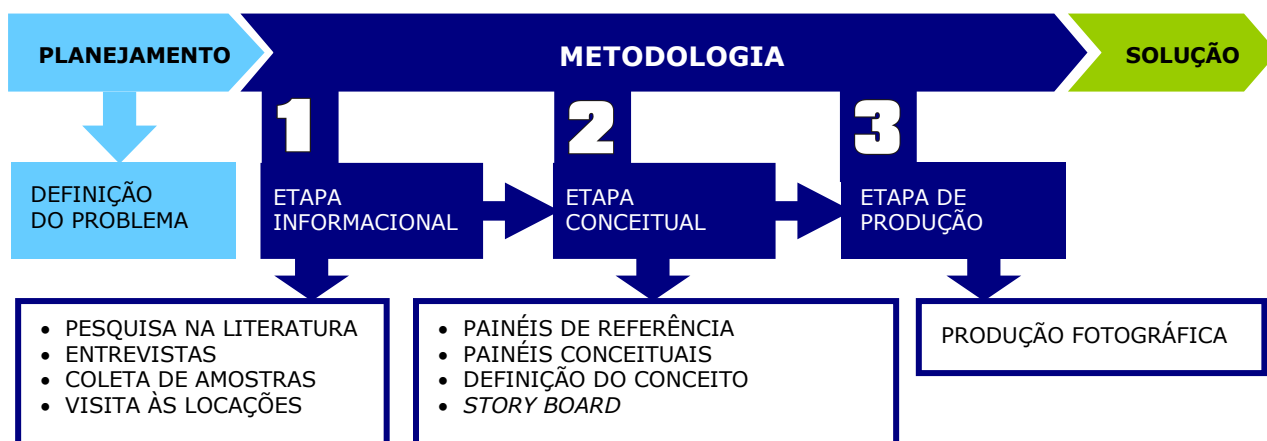 PLANEJAMENTO
METODOLOGIA
SOLUÇÃO
1
2
3
DEFINIÇÃO
DO PROBLEMA
ETAPA
INFORMACIONAL
ETAPA
CONCEITUAL
ETAPA DE
PRODUÇÃO
• PESQUISA NA LITERATURA
• ENTREVISTAS
• COLETA DE AMOSTRAS
• VISITA ÀS LOCAÇÕES
• PAINÉIS DE REFERÊNCIA
• PAINÉIS CONCEITUAIS
• DEFINIÇÃO DO CONCEITO
• STORY BOARD
PRODUÇÃO FOTOGRÁFICA